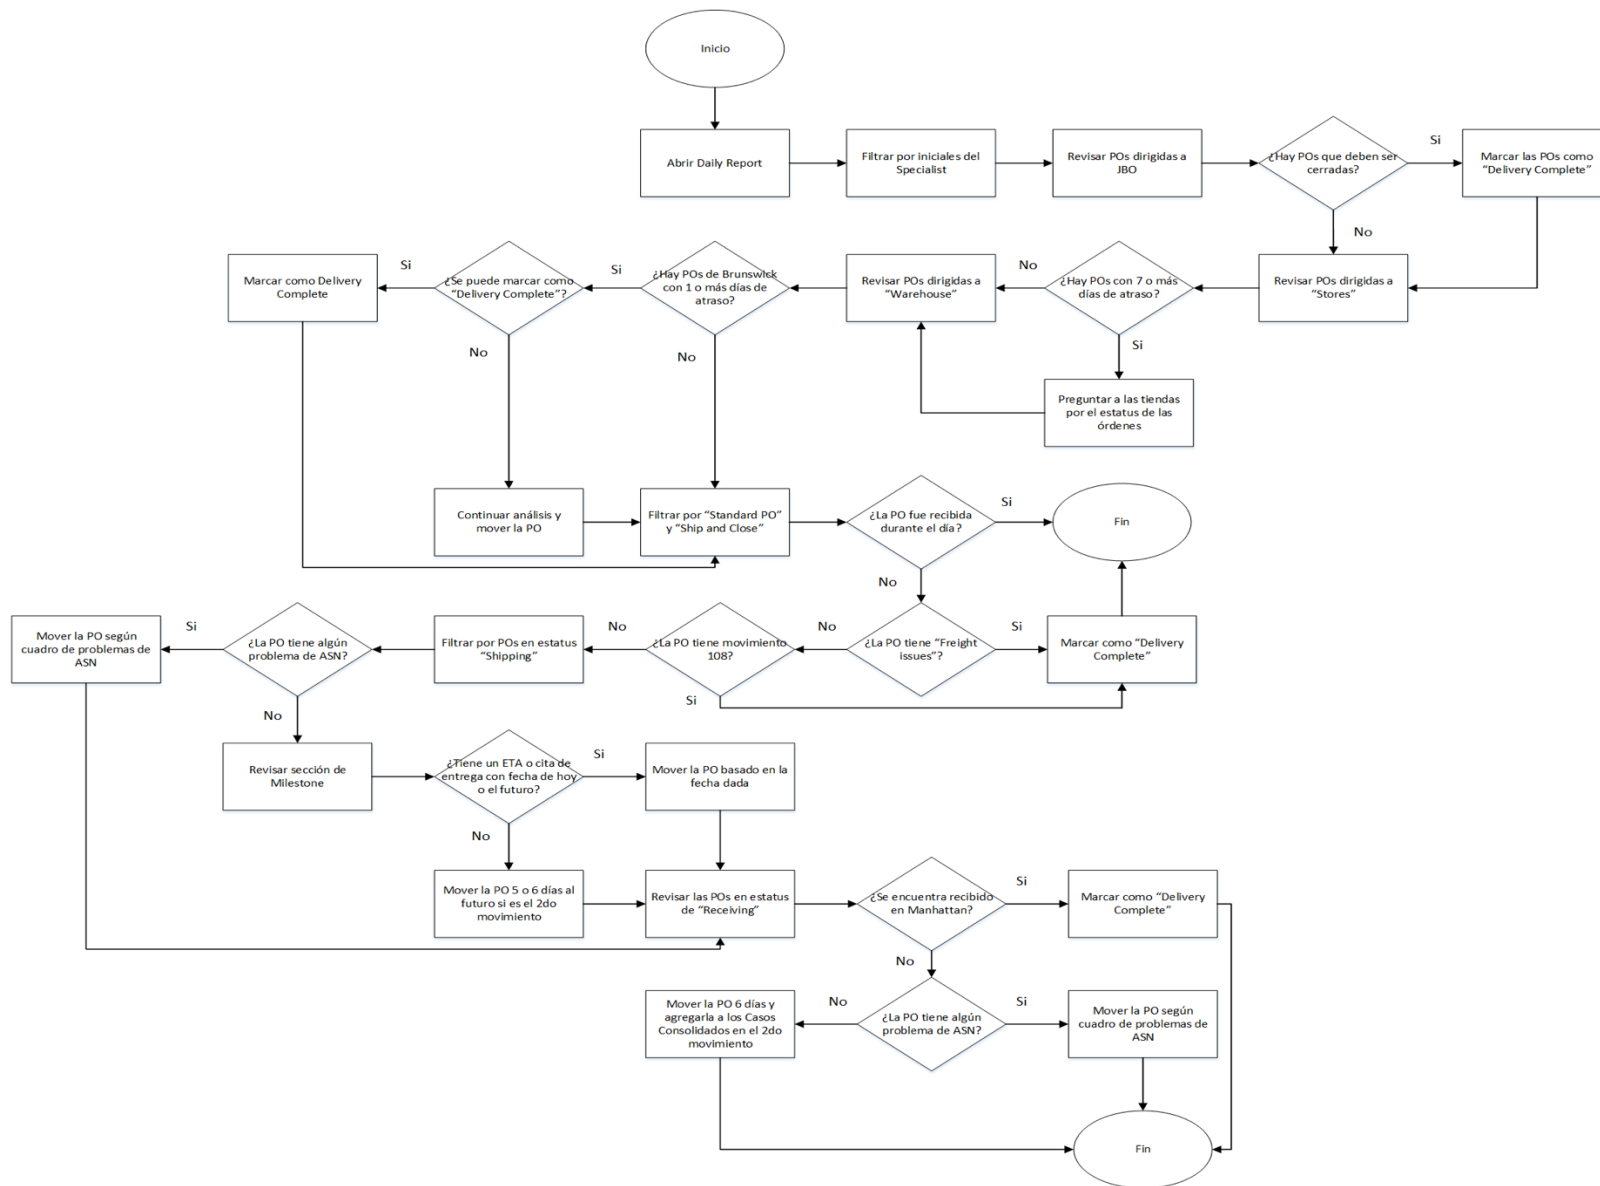 Inicio
Abrir Daily Report
Filtrar por iniciales del
Specialist
Revisar POs dirigidas a
JBO
¿Hay POs que deben ser
cerradas?
Si
Marcar las POs como
“Delivery Complete”
No
Revisar POs dirigidas a
“Stores”
¿Hay POs con 7 o más
días de atraso?
No
Si
Preguntar a las tiendas
por el estatus de las
órdenes
Revisar POs dirigidas a
“Warehouse”
¿Hay POs de Brunswick
con 1 o más días de
atraso?
Si
No
¿Se puede marcar como
“Delivery Complete”?
Si
No
Marcar como Delivery
Complete
Continuar análisis y
mover la PO
Filtrar por “Standard PO”
y “Ship and Close”
¿La PO fue recibida
durante el día?
Si
Fin
No
¿La PO tiene “Freight
issues”?
Si
Marcar como “Delivery
Complete”
No
¿La PO tiene movimiento
108?
Si
No
Filtrar por POs en estatus
“Shipping”
¿La PO tiene algún
problema de ASN?
Si
Mover la PO según
cuadro de problemas de
ASN
No
Revisar sección de
Milestone
¿Tiene un ETA o cita de
entrega con fecha de hoy
o el futuro?
Si
Mover la PO basado en la
fecha dada
No
Mover la PO 5 o 6 días al
futuro si es el 2do
movimiento
Revisar las POs en estatus
de “Receiving”
¿Se encuentra recibido
en Manhattan?
Si
Marcar como “Delivery
Complete”
No
¿La PO tiene algún
problema de ASN?
No
Mover la PO 6 días y
agregarla a los Casos
Consolidados en el 2do
movimiento
Si
Mover la PO según
cuadro de problemas de
ASN
Fin